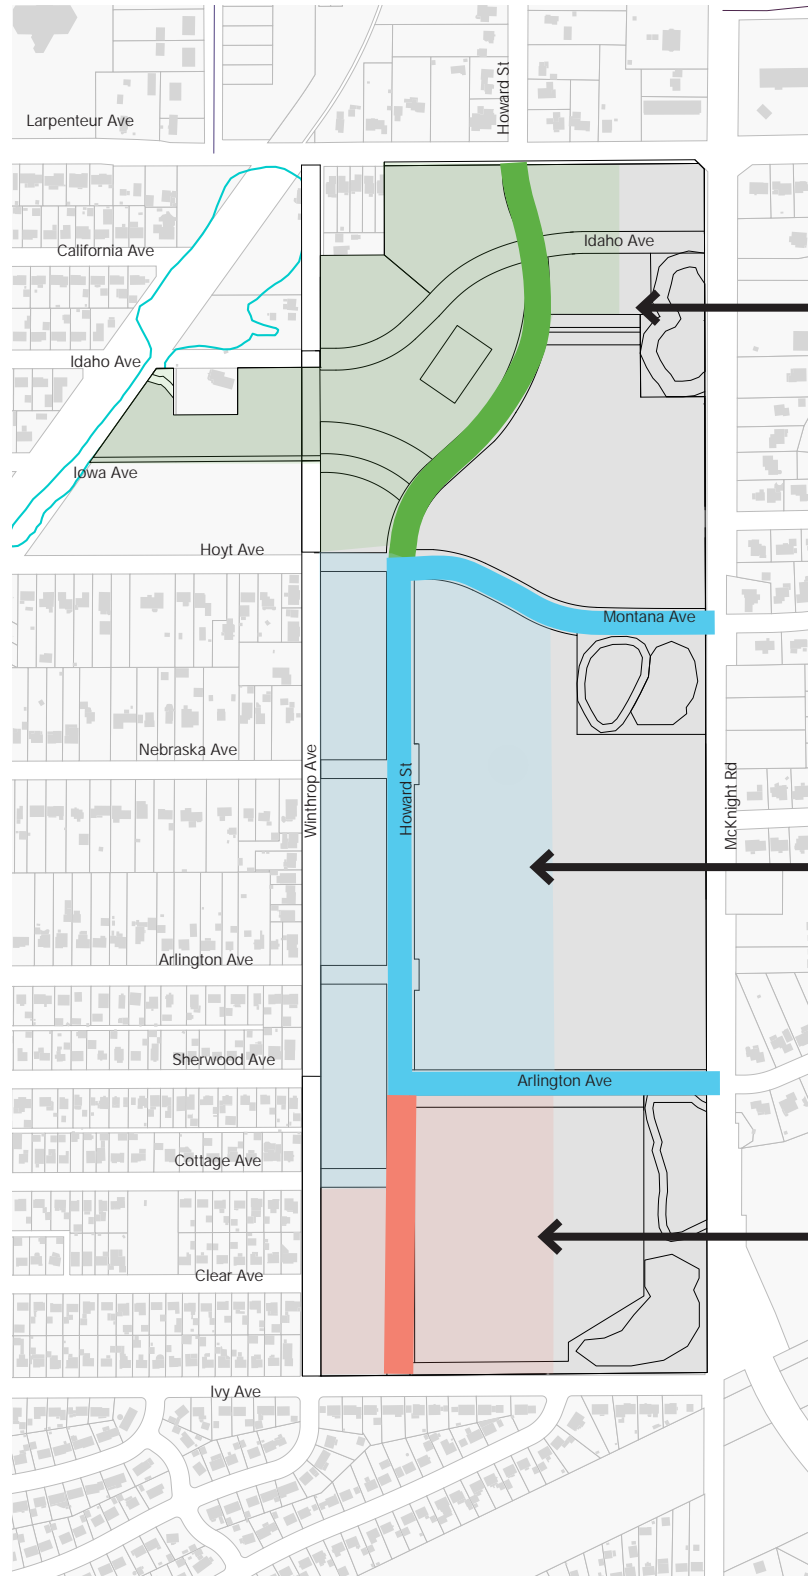 Howard St
Larpenteur Ave
California Ave
Idaho Ave
Idaho Ave
Iowa Ave
Hoyt Ave
Montana Ave
Nebraska Ave
Winthrop Ave
Howard St
McKnight Rd
Arlington Ave
Sherwood Ave
Arlington Ave
Cottage Ave
Clear Ave
Ivy Ave